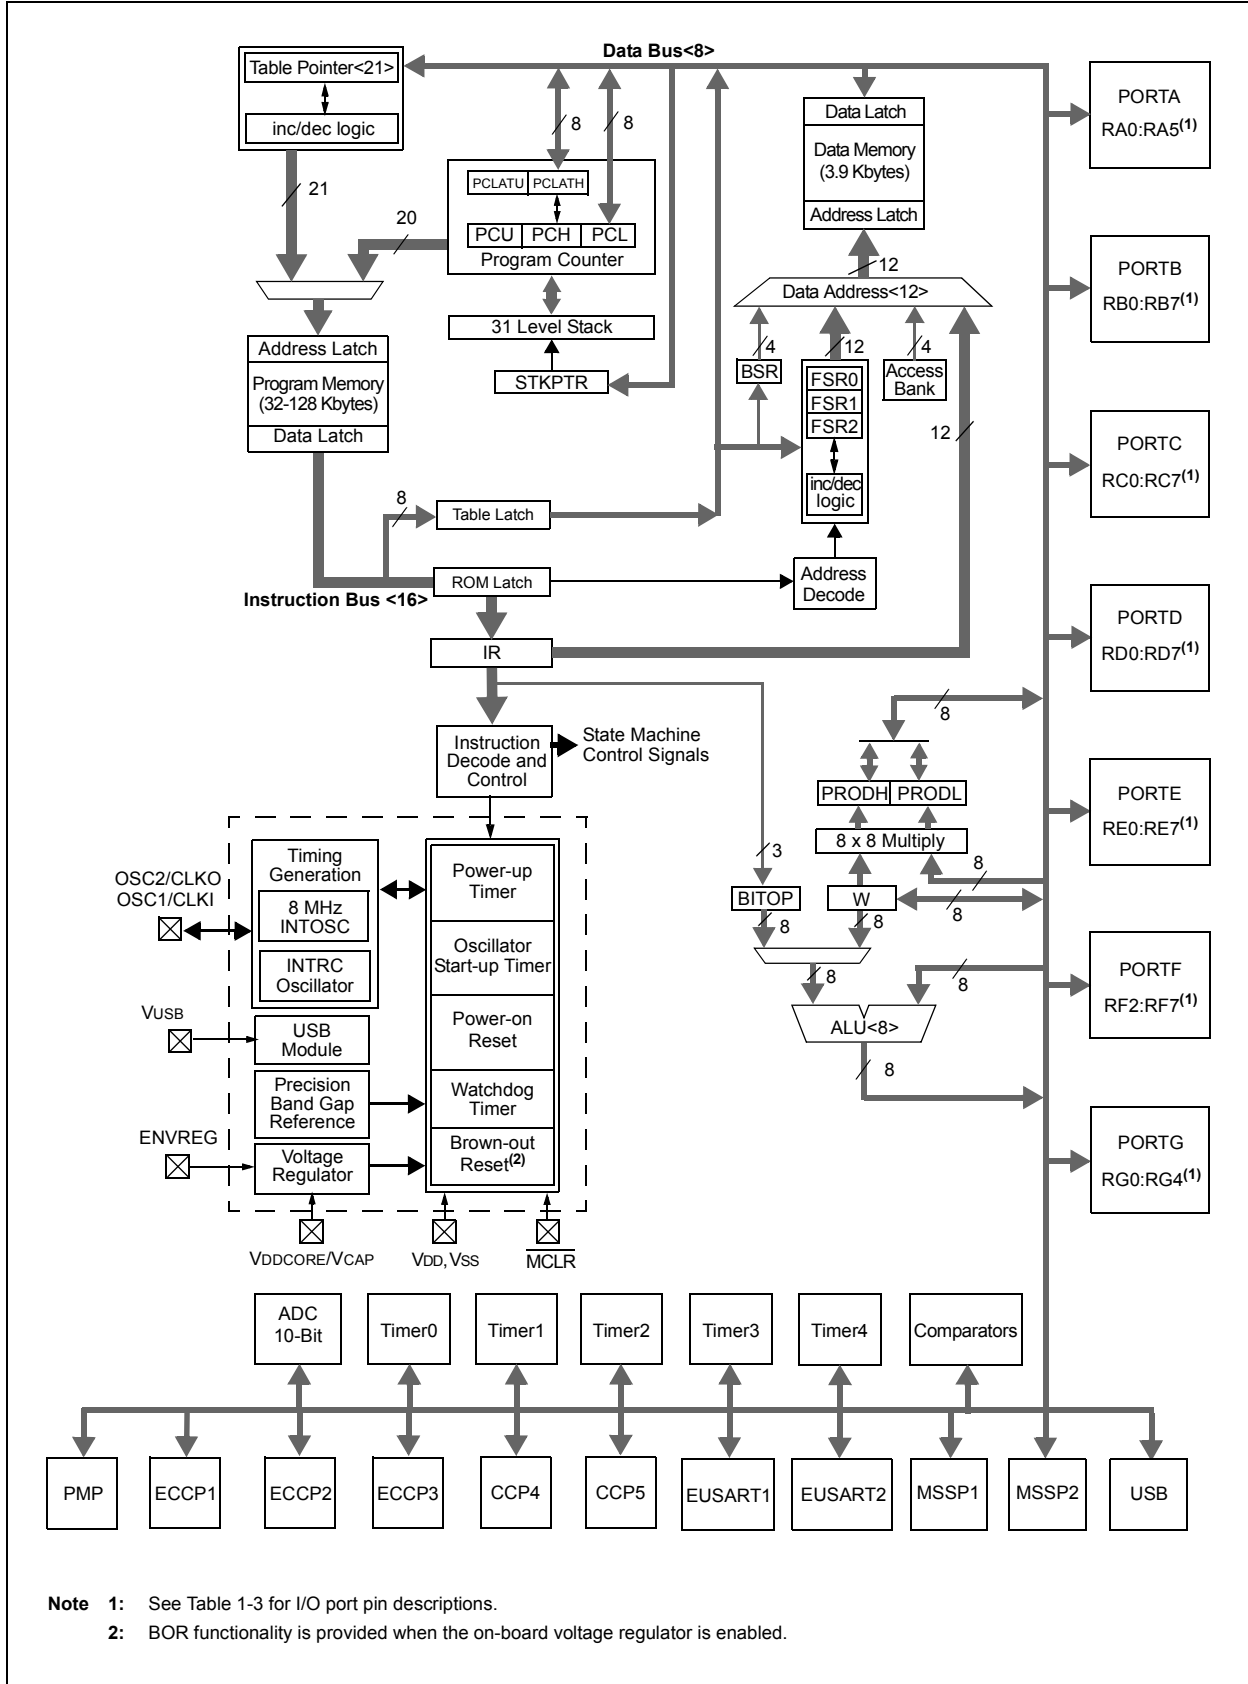 Data Bus<8>
Table Pointer<21>
inc/dec logic
21
20
8
8
PCLATU PCLATH
PCU PCH PCL
Program Counter
31 Level Stack
STKPTR
Data Latch
Data Memory
(3.9 Kbytes)
Address Latch
12
Data Address<12>
4
12
4
BSR
FSR0
FSR1
FSR2
inc/dec
logic
Access
Bank
12
Address Latch
Program Memory
(32-128 Kbytes)
Data Latch
8
Table Latch
ROM Latch
Instruction Bus <16>
Address
Decode
IR
Instruction
Decode and
Control
State Machine
Control Signals
8
PRODH PRODL
8 x 8 Multiply
8
3
BITOP
W
8
8
8
8
8
ALU<8>
8
Timing
Generation
OSC2/CLKO
OSC1/CLKI
8 MHz
INTOSC
INTRC
Oscillator
VUSB
USB
Module
Precision
Band Gap
Reference
ENVREG
Voltage
Regulator
Power-up
Timer
Oscillator
Start-up Timer
Power-on
Reset
Watchdog
Timer
Brown-out
Reset(2)
VDDCORE/VCAP
VDD, VSS
MCLR
PORTA
RA0:RA5(1)
PORTB
RB0:RB7(1)
PORTC
RC0:RC7(1)
PORTD
RD0:RD7(1)
PORTE
RE0:RE7(1)
PORTF
RF2:RF7(1)
PORTG
RG0:RG4(1)
ADC
10-Bit
Timer0
Timer1
Timer2
Timer3
Timer4
Comparators
PMP
ECCP1
ECCP2
ECCP3
CCP4
CCP5
EUSART1
EUSART2
MSSP1
MSSP2
USB
Note 1: See Table 1-3 for I/O port pin descriptions.
2: BOR functionality is provided when the on-board voltage regulator is enabled.